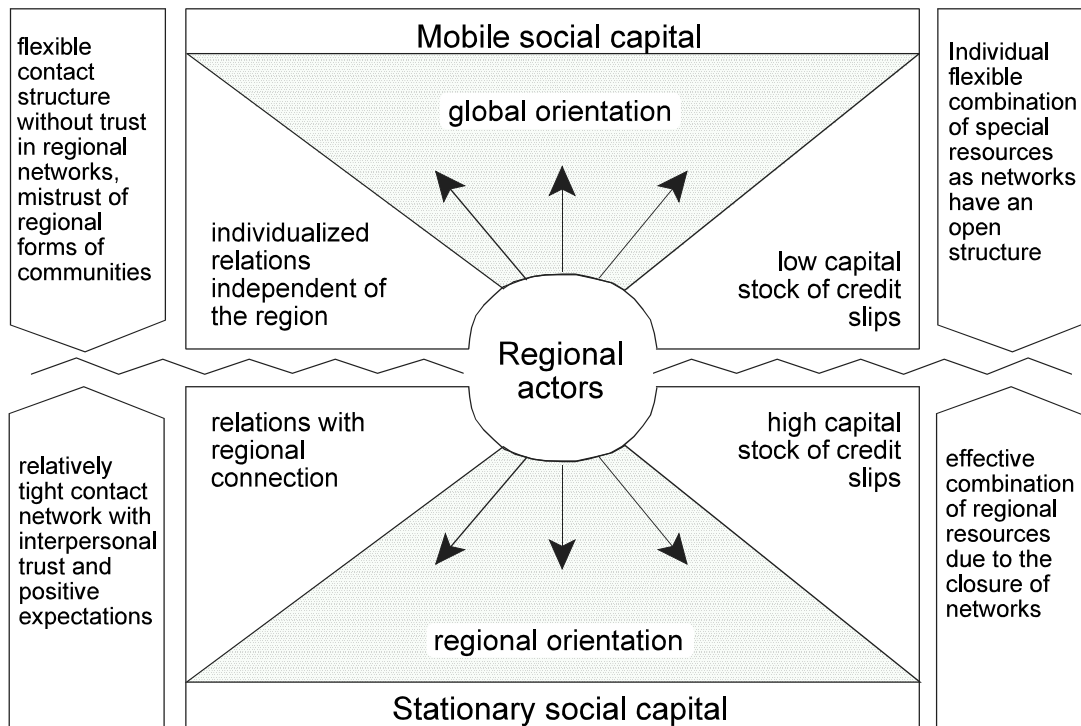 flexible
contact
structure
without trust
in regional
networks,
mistrust of
regional
forms of
communities
Mobile social capital
global orientation
individualized
relations
independent of
the region
low capital
stock of credit
slips
Individual
flexible
combination
of special
resources
as networks
have an
open
structure
Regional
actors
relatively
tight contact
network with
interpersonal
trust and
positive
expectations
relations with
regional
connection
high capital
stock of credit
slips
regional orientation
Stationary social capital
effective
combination
of regional
resources
due to the
closure of
networks